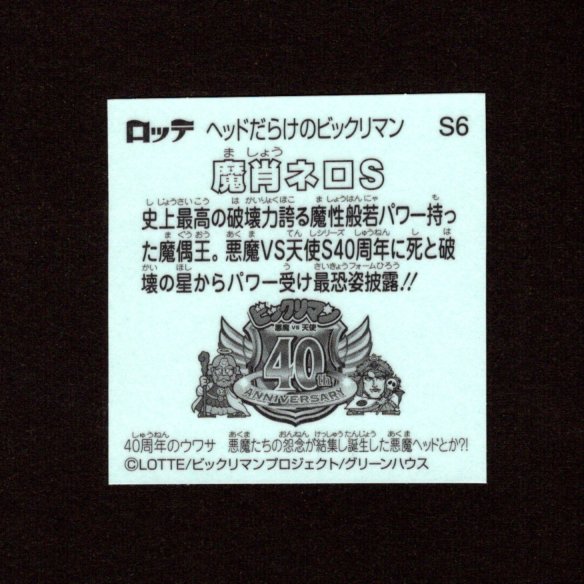 ロッテ ヘッドだらけのビックリマン S6
ま しょう
魔肖ネロS
し じょうさい こう は かいりょくほこ ま しょうはんにゃ も
史上最高の破壊力誇る魔性般若パワー持っ
ま ぐうおう あく ま てん しシリーズ しゅうねん し は
た魔偶王。悪魔VS天使S40周年に死と破
かい ほし う さいきょうフォームひろう
壊の星からパワー受け最恐姿披露!!
ビックリマン
悪魔VS天使
40th
ANNIVERSARY
しゅうねん あくま おんねん けっしゅうたんじょう あくま
40周年のウワサ 悪魔たちの怨念が結集し誕生した悪魔ヘッドとか?!
©LOTTE/ビックリマンプロジェクト/グリーンハウス